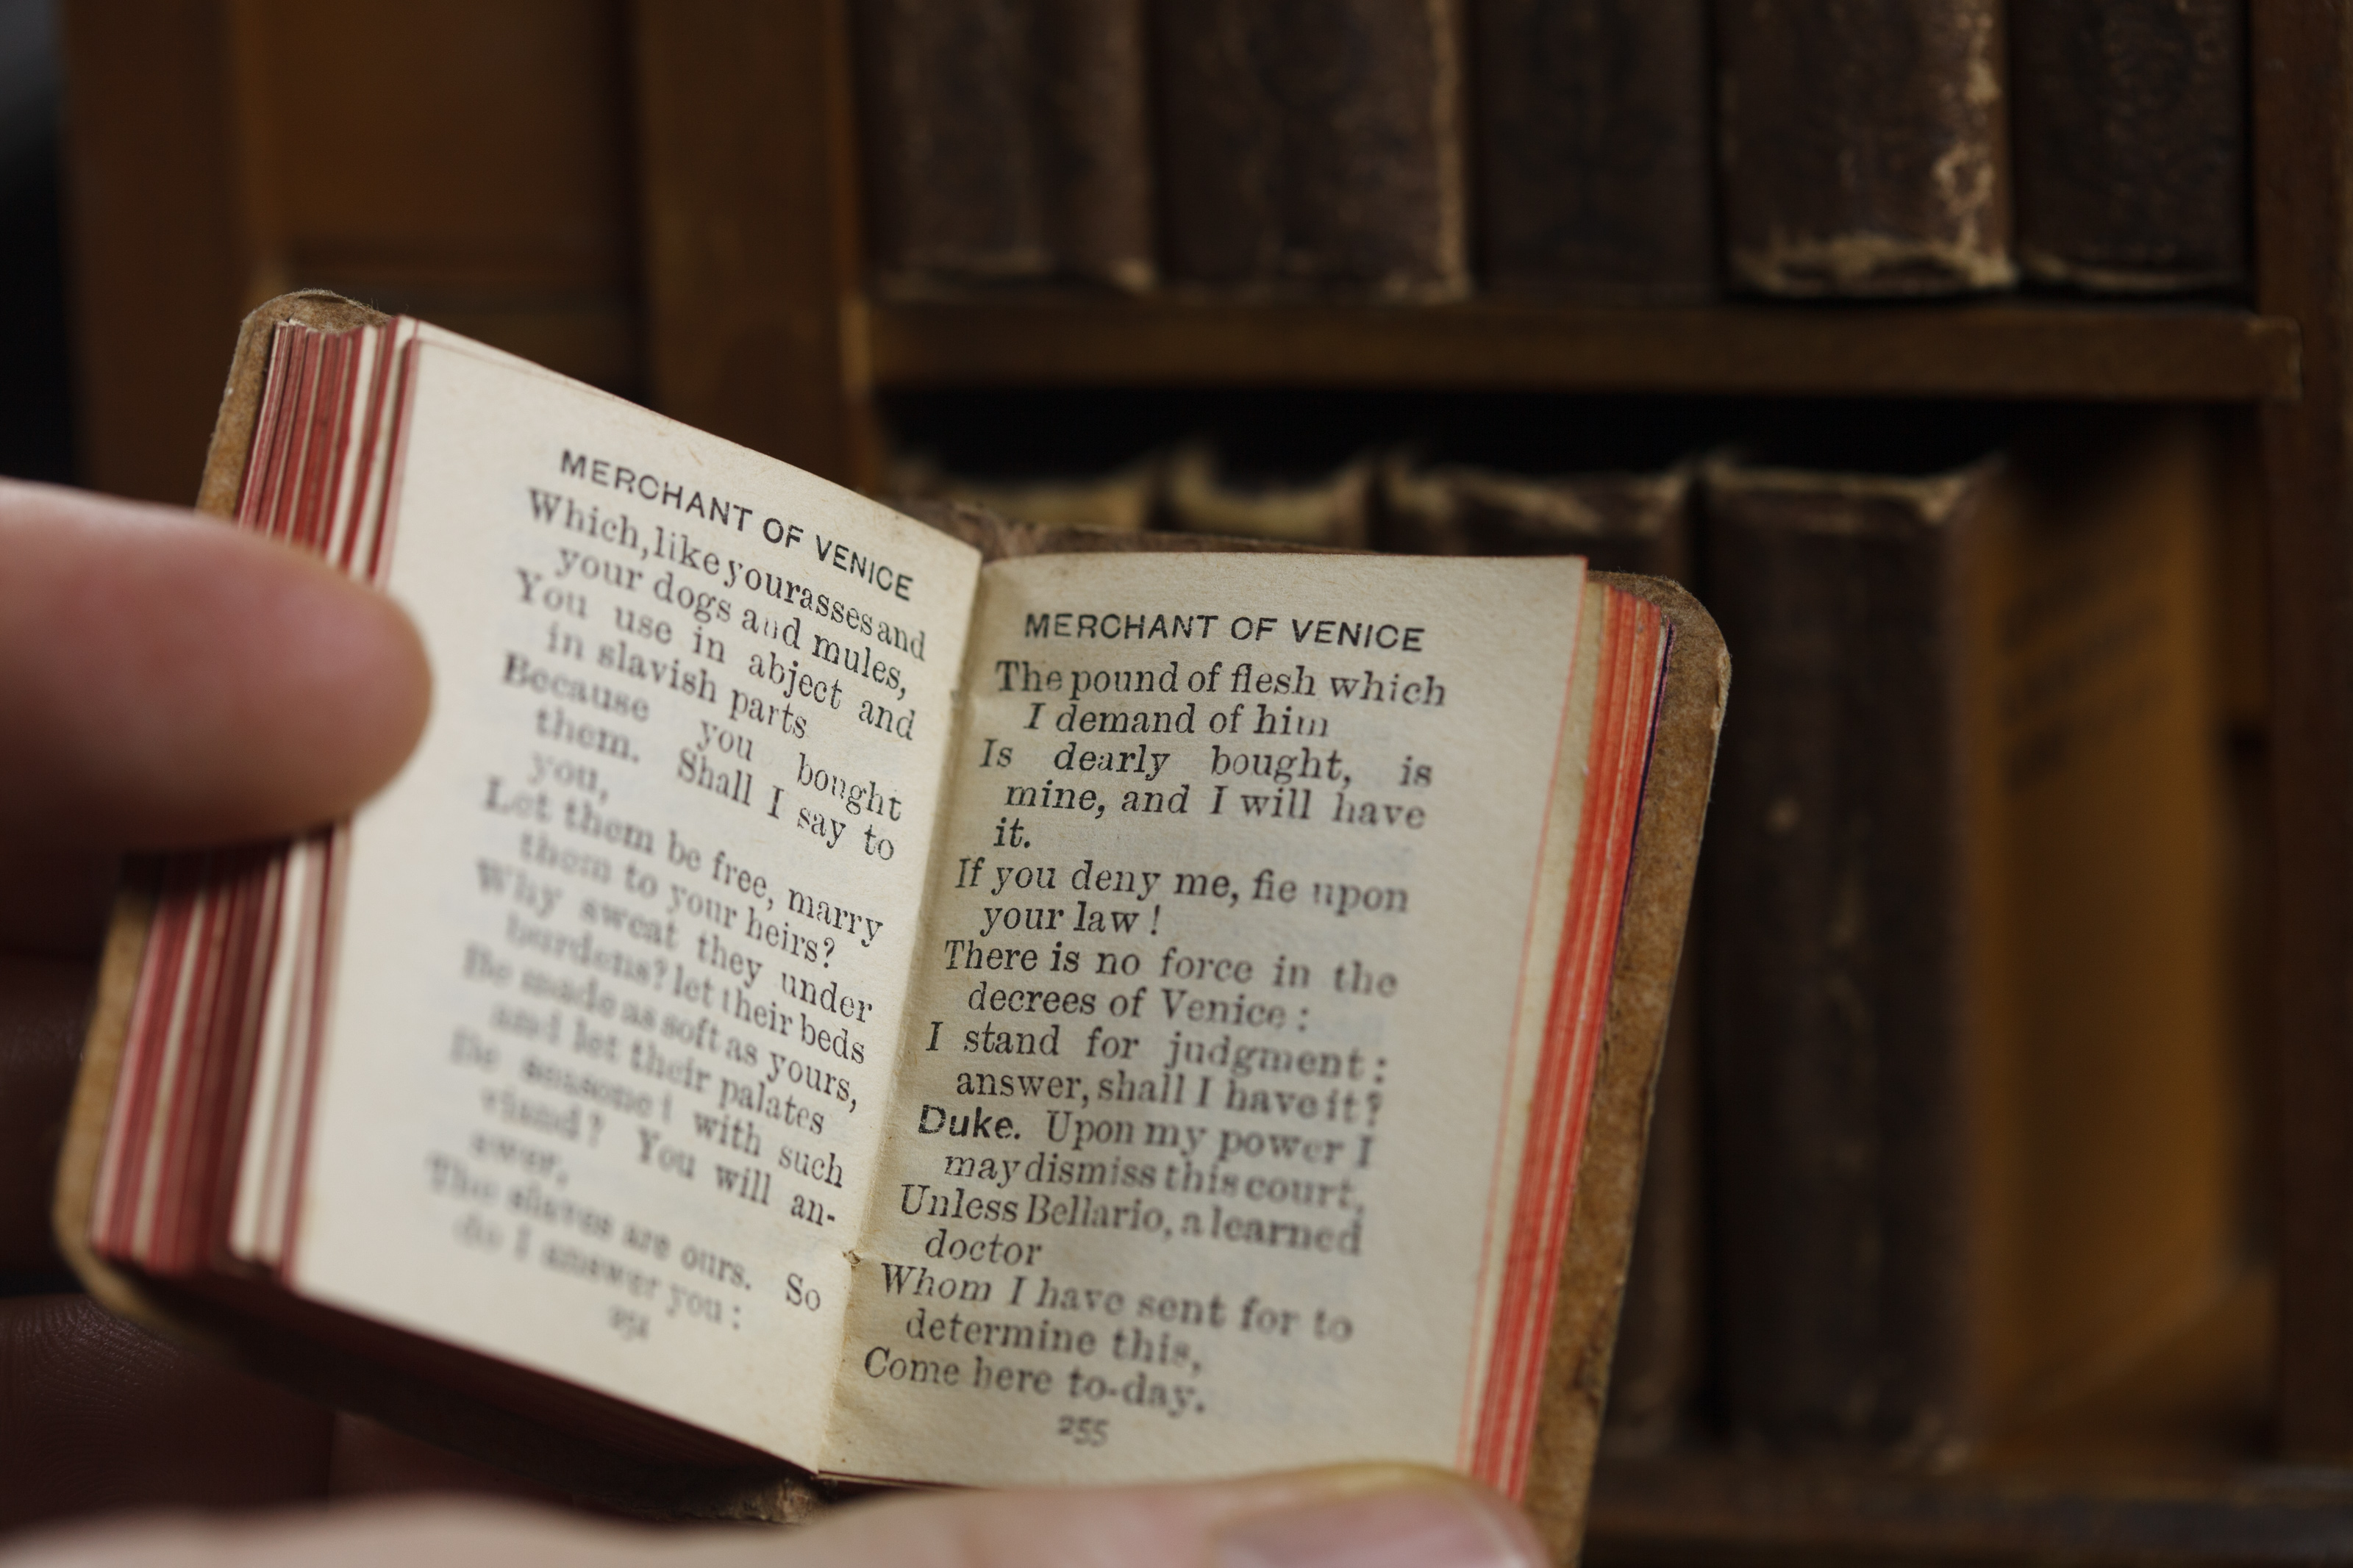 MERCHANT OF VENICE
Which, like your asses and
your dogs and mules,
You use in abject and
in slavish parts
Because you bought
them. Shall I say to
you,
Let them be free, marry
them to your heirs?
Why sweat they under
burdens? let their beds
Be made as soft as yours,
and let their palates
Be season'd with such
viand? You will an-
swer,
The slaves are ours. So
do I answer you:
254
MERCHANT OF VENICE
The pound of flesh which
I demand of him
Is dearly bought, is
mine, and I will have
it.
If you deny me, fie upon
your law!
There is no force in the
decrees of Venice:
I stand for judgment:
answer, shall I have it?
Duke. Upon my power I
may dismiss this court,
Unless Bellario, a learned
doctor
Whom I have sent for to
determine this,
Come here to-day.
255